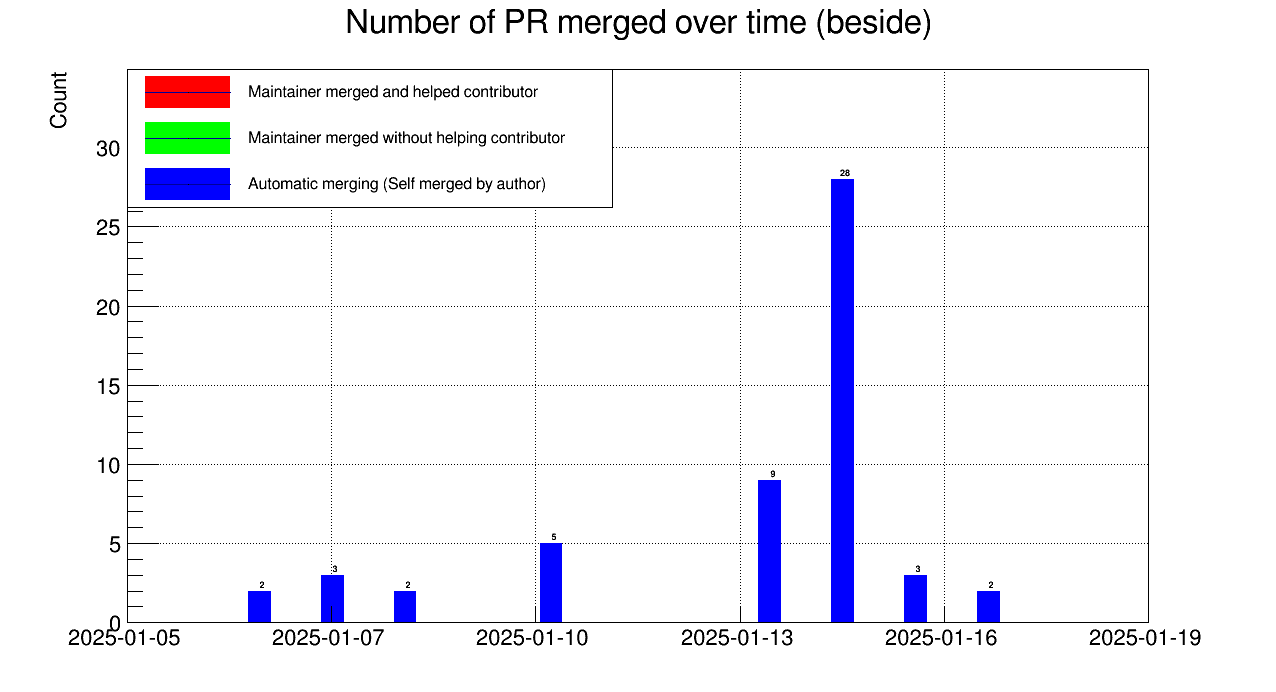 Number of PR merged over time (beside)
Count
Maintainer merged and helped contributor
Maintainer merged without helping contributor
Automatic merging (Self merged by author)
30
25
20
15
10
5
0
28
9
5
3
3
2
2
2
2025-01-05 2025-01-07 2025-01-10 2025-01-13 2025-01-16 2025-01-19